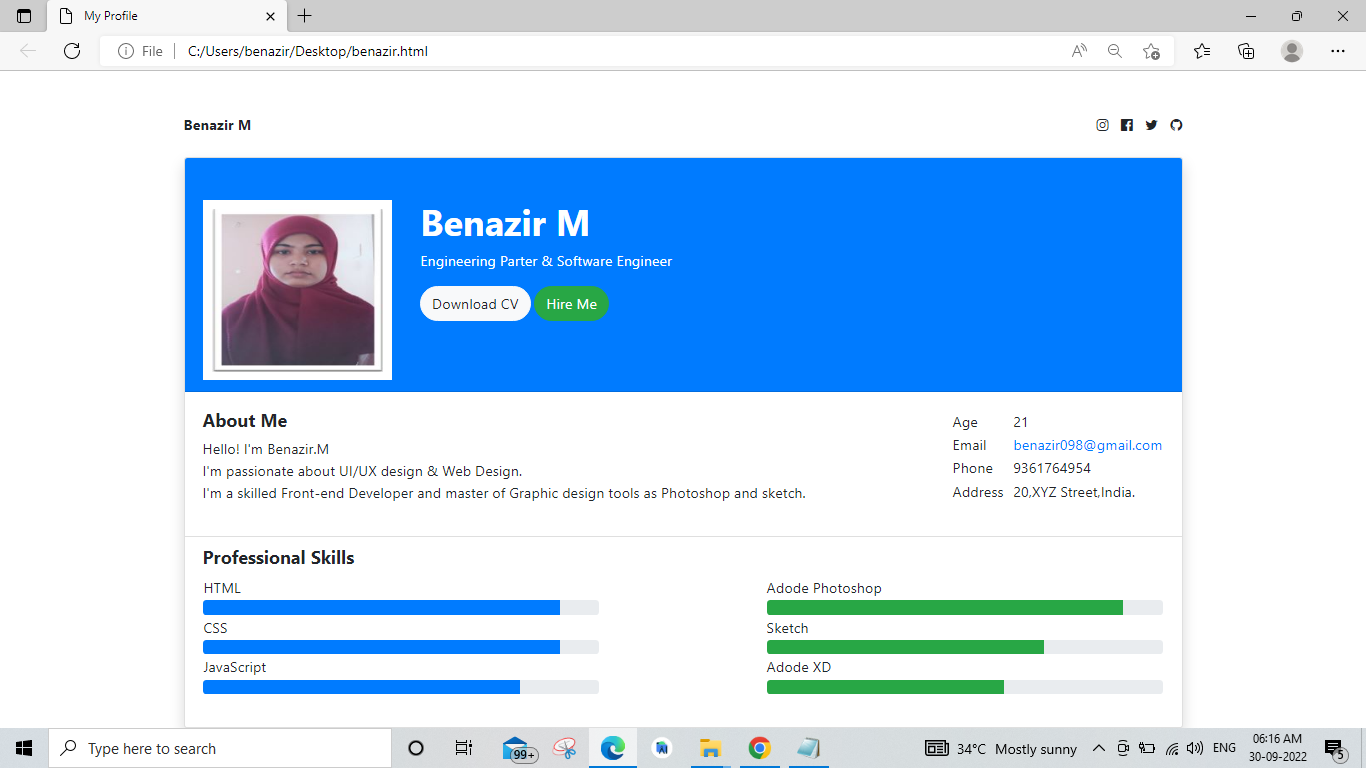 My Profile
File
C:/Users/benazir/Desktop/benazir.html
Benazir M
Benazir M
Engineering Parter & Software Engineer
Download CV Hire Me
About Me
Hello! I'm Benazir.M
I'm passionate about UI/UX design & Web Design.
I'm a skilled Front-end Developer and master of Graphic design tools as Photoshop and sketch.
Age 21
Email benazir098@gmail.com
Phone 9361764954
Address 20,XYZ Street,India.
Professional Skills
HTML
CSS
JavaScript
Adode Photoshop
Sketch
Adode XD
Type here to search
99+
34°C Mostly sunny
ENG
06:16 AM
30-09-2022
5